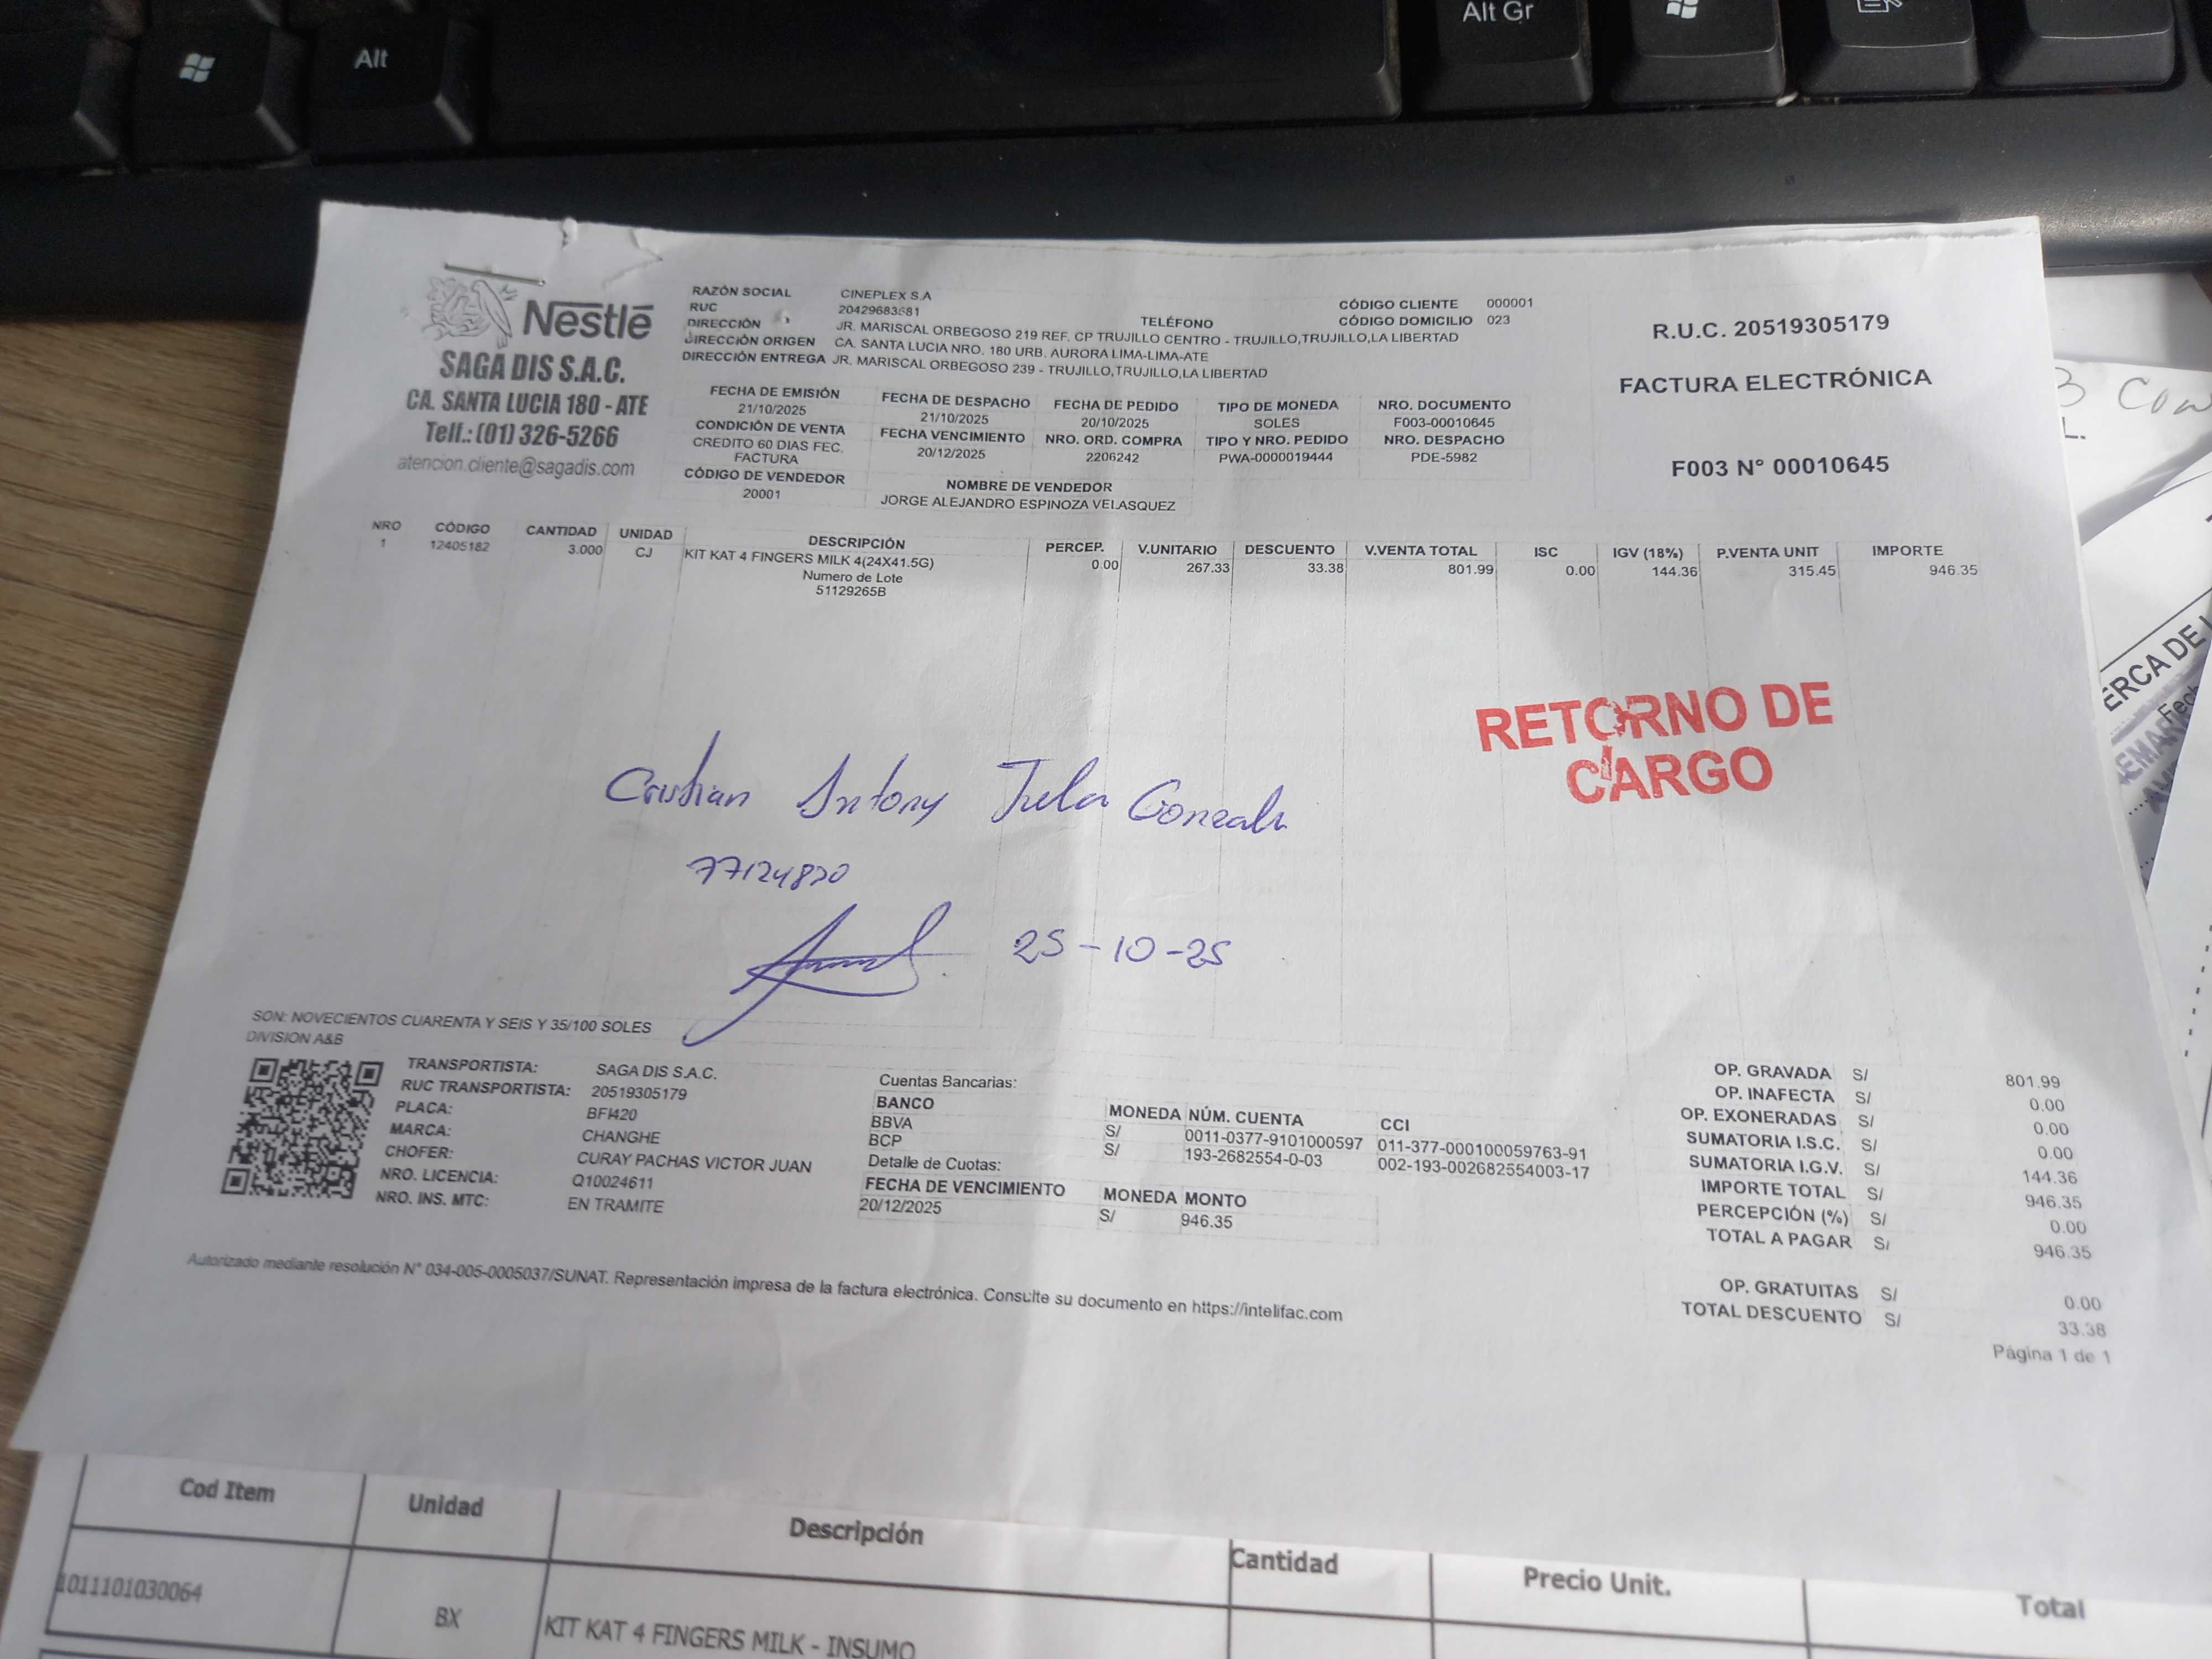 Alt
Alt Gr
Nestlé
SAGA DIS S.A.C.
CA. SANTA LUCIA 180 - ATE
Telf.: (01) 326-5266
atencion.cliente@sagadis.com
RAZÓN SOCIAL CINEPLEX S.A
RUC 20429683581
TELÉFONO
DIRECCIÓN JR. MARISCAL ORBEGOSO 219 REF. CP TRUJILLO CENTRO - TRUJILLO,TRUJILLO,LA LIBERTAD
DIRECCIÓN ORIGEN CA. SANTA LUCIA NRO. 180 URB. AURORA LIMA-LIMA-ATE
DIRECCIÓN ENTREGA JR. MARISCAL ORBEGOSO 239 - TRUJILLO,TRUJILLO,LA LIBERTAD
CÓDIGO CLIENTE 000001
CÓDIGO DOMICILIO 023
R.U.C. 20519305179
FACTURA ELECTRÓNICA
F003 N° 00010645
FECHA DE EMISIÓN FECHA DE DESPACHO FECHA DE PEDIDO TIPO DE MONEDA NRO. DOCUMENTO
21/10/2025 21/10/2025 20/10/2025 SOLES F003-00010645
CONDICIÓN DE VENTA FECHA VENCIMIENTO NRO. ORD. COMPRA TIPO Y NRO. PEDIDO NRO. DESPACHO
CREDITO 60 DIAS FEC. FACTURA 20/12/2025 2206242 PWA-0000019444 PDE-5982
CÓDIGO DE VENDEDOR NOMBRE DE VENDEDOR
20001 JORGE ALEJANDRO ESPINOZA VELASQUEZ
NRO CÓDIGO CANTIDAD UNIDAD DESCRIPCIÓN PERCEP. V.UNITARIO DESCUENTO V.VENTA TOTAL ISC IGV (18%) P.VENTA UNIT IMPORTE
1 12405182 3.000 CJ KIT KAT 4 FINGERS MILK 4(24X41.5G) 0.00 267.33 33.38 801.99 0.00 144.36 315.45 946.35
Numero de Lote
51129265B
RETORNO DE
CARGO
Cristian Antony Gonzales
77124820
25-10-25
SON: NOVECIENTOS CUARENTA Y SEIS Y 35/100 SOLES
DIVISION A&B
TRANSPORTISTA: SAGA DIS S.A.C.
RUC TRANSPORTISTA: 20519305179
PLACA: BFI420
MARCA: CHANGHE
CHOFER: CURAY PACHAS VICTOR JUAN
NRO. LICENCIA: Q10024611
NRO. INS. MTC: EN TRAMITE
Cuentas Bancarias:
BANCO MONEDA NÚM. CUENTA CCI
BBVA S/ 0011-0377-9101000597 011-377-000100059763-91
BCP S/ 193-2682554-0-03 002-193-002682554003-17
Detalle de Cuotas:
FECHA DE VENCIMIENTO MONEDA MONTO
20/12/2025 S/ 946.35
OP. GRAVADA S/ 801.99
OP. INAFECTA S/ 0.00
OP. EXONERADAS S/ 0.00
SUMATORIA I.S.C. S/ 0.00
SUMATORIA I.G.V. S/ 144.36
IMPORTE TOTAL S/ 946.35
PERCEPCIÓN (%) S/ 0.00
TOTAL A PAGAR S/ 946.35
OP. GRATUITAS S/ 0.00
TOTAL DESCUENTO S/ 33.38
Página 1 de 1
Autorizado mediante resolución N° 034-005-0005037/SUNAT. Representación impresa de la factura electrónica. Consulte su documento en https://intelifac.com
Cod Item Unidad Descripción Cantidad Precio Unit. Total
1011101030064 BX KIT KAT 4 FINGERS MILK - INSUMO